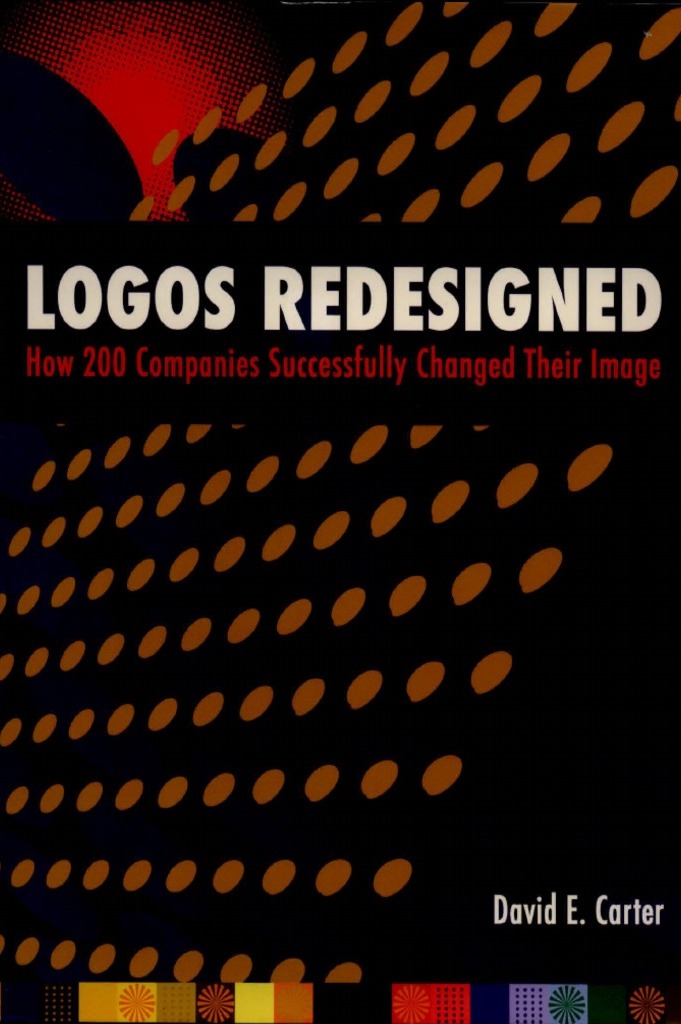 LOGOS REDESIGNED
How 200 Companies Successfully Changed Their Image
David E. Carter